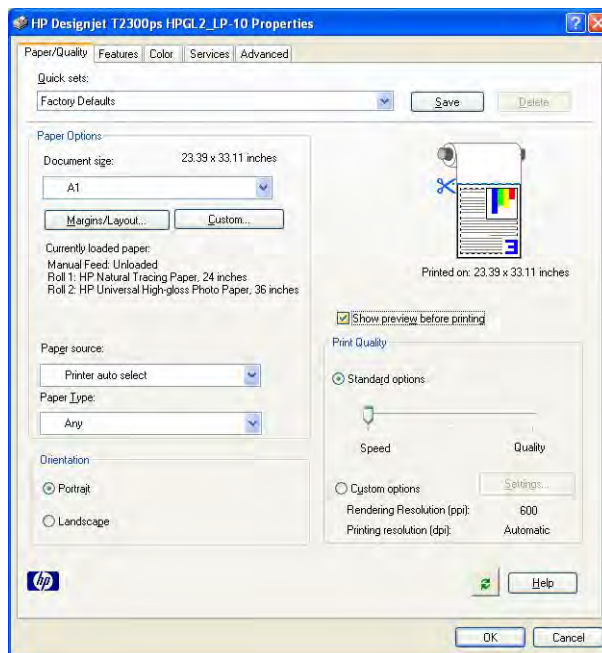 HP Designjet T2300ps HPGL2_LP-10 Properties
Paper/Quality Features Color Services Advanced
Quick sets:
Factory Defaults Save Delete
Paper Options
Document size: 23.39 x 33.11 inches
A1
Margins/Layout... Custom...
Currently loaded paper:
Manual Feed: Unloaded
Roll 1: HP Natural Tracing Paper, 24 inches
Roll 2: HP Universal High-gloss Photo Paper, 36 inches
Paper source:
Printer auto select
Paper Type:
Any
Orientation
Portrait
Landscape
3
Printed on: 23.39 x 33.11 inches
Show preview before printing
Print Quality
Standard options
Speed Quality
Custom options Settings...
Rendering Resolution (ppi): 600
Printing resolution (dpi): Automatic
hp
Help
OK Cancel